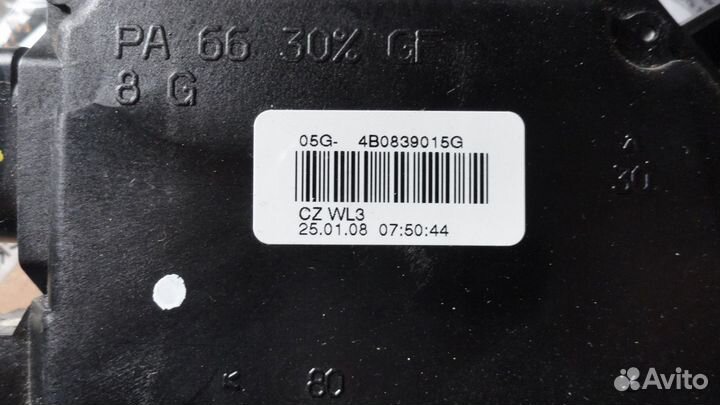 PA 66 30% GF
8 G
05G- 4B0839015G
CZ WL3
25.01.08 07:50:44
30
80
Avito